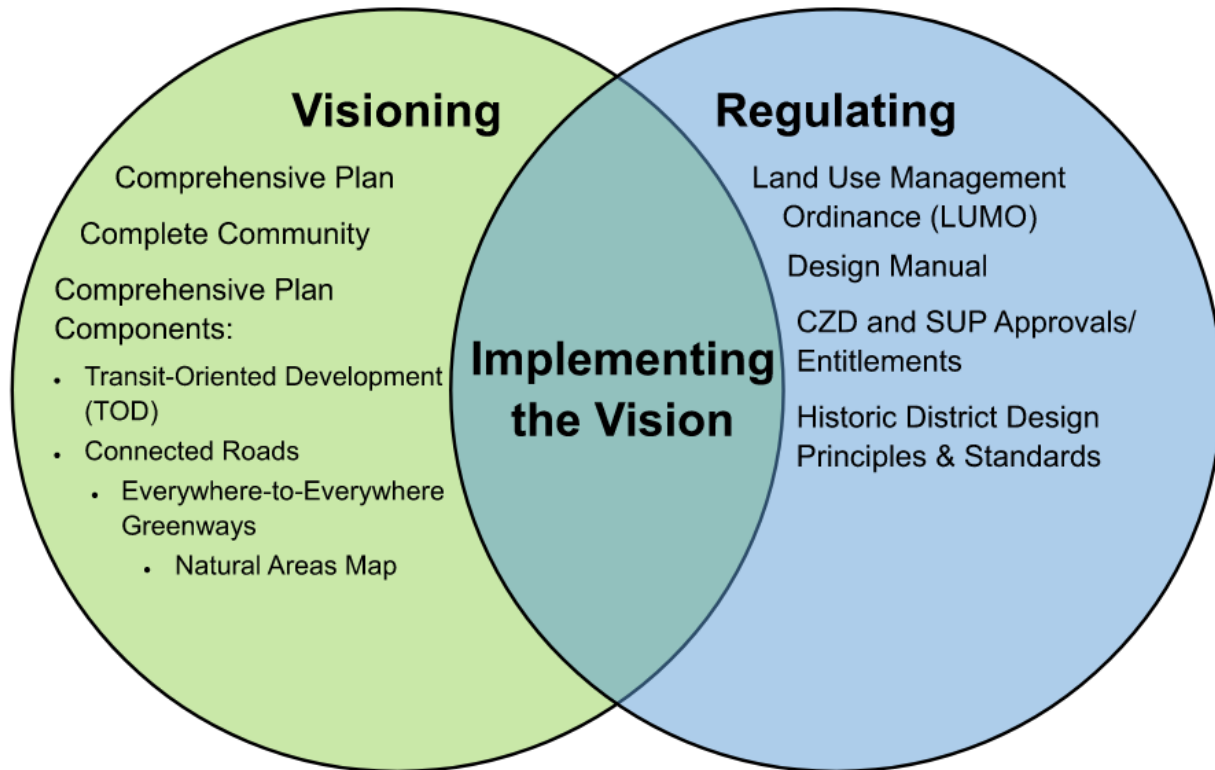 Visioning
Comprehensive Plan
Complete Community
Comprehensive Plan
Components:
• Transit-Oriented Development
(TOD)
• Connected Roads
• Everywhere-to-Everywhere
Greenways
• Natural Areas Map
Implementing
the Vision
Regulating
Land Use Management
Ordinance (LUMO)
Design Manual
CZD and SUP Approvals/
Entitlements
Historic District Design
Principles & Standards